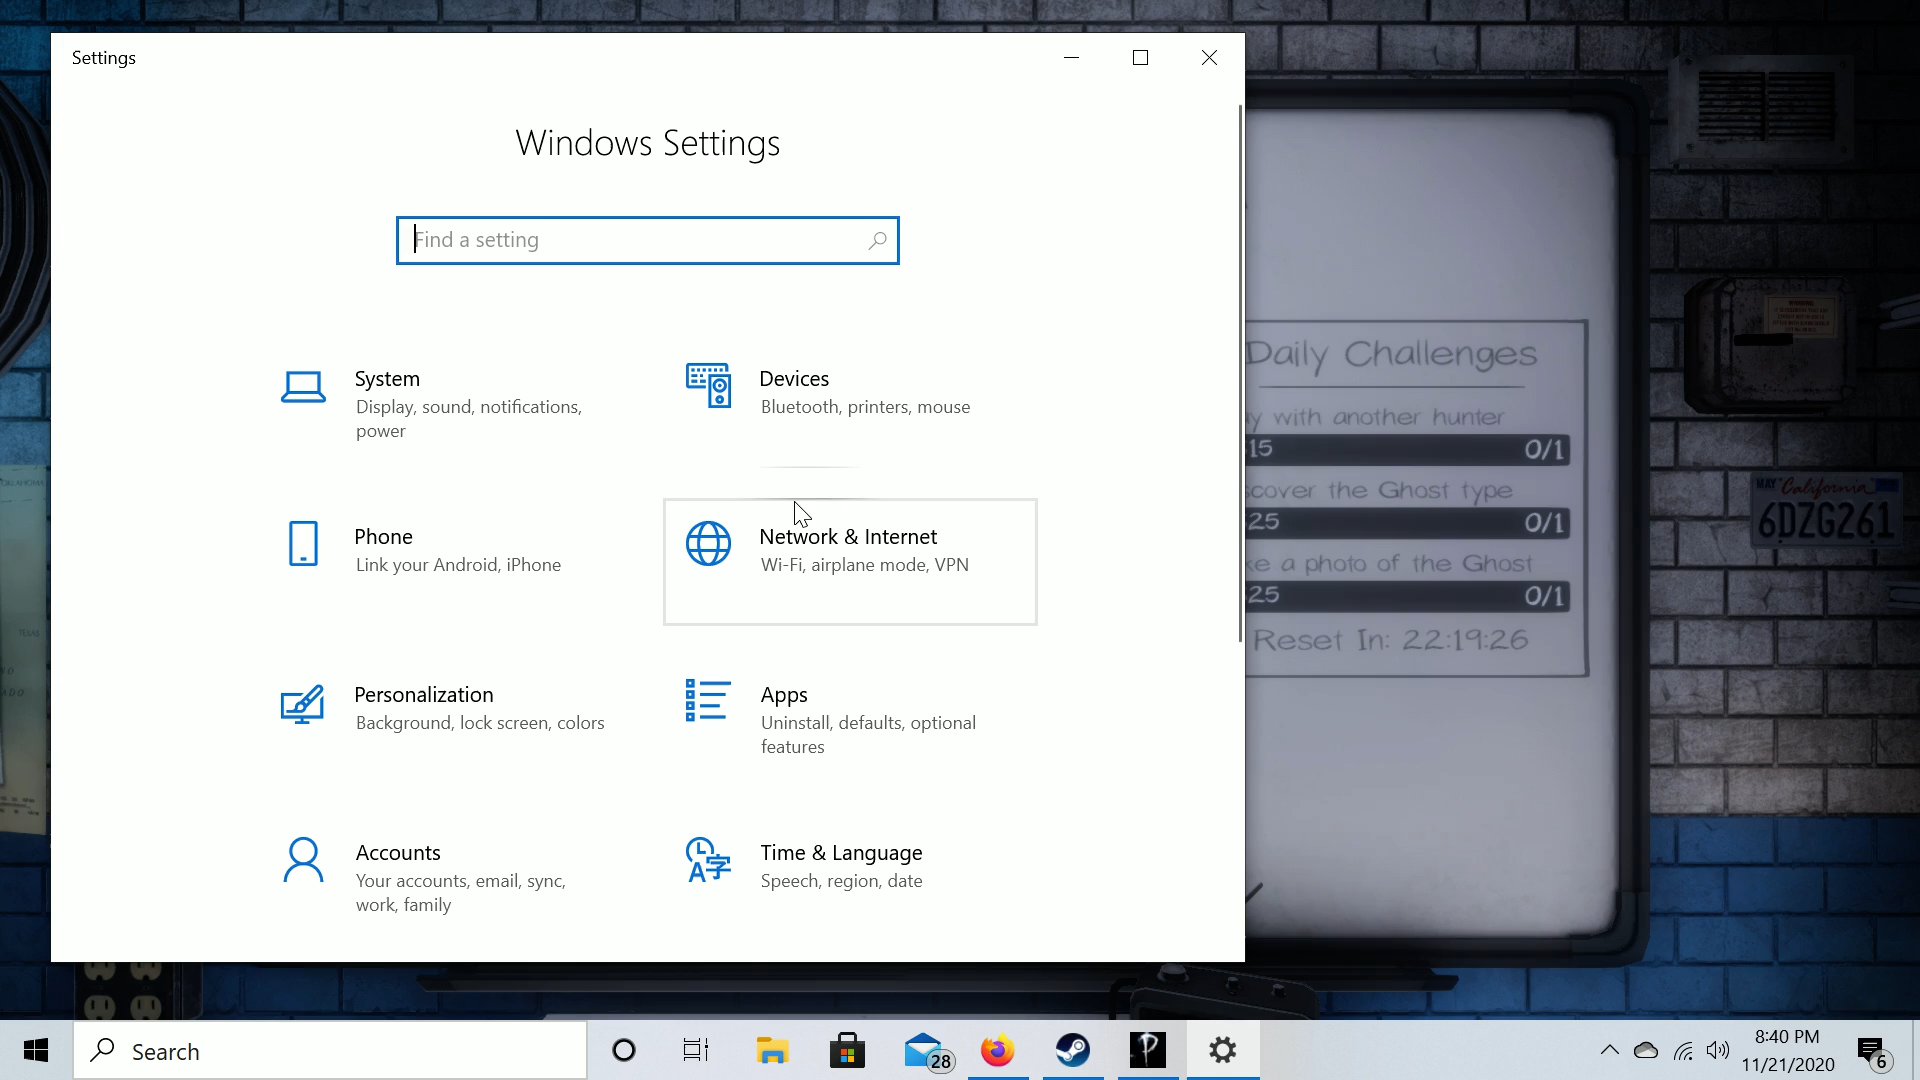 Settings
Windows Settings
Find a setting
System
Display, sound, notifications,
power
Devices
Bluetooth, printers, mouse
Phone
Link your Android, iPhone
Network & Internet
Wi-Fi, airplane mode, VPN
Personalization
Background, lock screen, colors
Apps
Uninstall, defaults, optional
features
Accounts
Your accounts, email, sync,
work, family
Time & Language
Speech, region, date
Daily Challenges
with another hunter
15 0/1
the Ghost type
25 0/1
a photo of the Ghost
25 0/1
Reset In: 22:19:26
WARNING
MAY California
6DZG261
TEXAS
Search
28
8:40 PM
11/21/2020
6